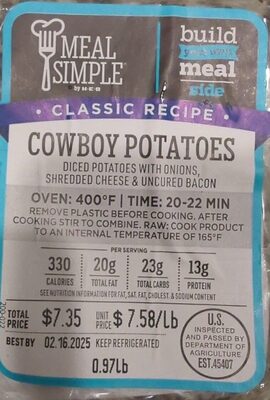 MEAL
SIMPLE
by H-E-B
build
meal
side
• CLASSIC RECIPE •
COWBOY POTATOES
DICED POTATOES WITH ONIONS,
SHREDDED CHEESE & UNCURED BACON
OVEN: 400°F | TIME: 20-22 MIN
REMOVE PLASTIC BEFORE COOKING. AFTER
COOKING STIR TO COMBINE. RAW: COOK PRODUCT
TO AN INTERNAL TEMPERATURE OF 165°F
PER SERVING
330 20g 23g 13g
CALORIES TOTAL FAT TOTAL CARBS PROTEIN
SEE NUTRITION INFORMATION FOR FAT, SAT. FAT, CHOLEST. & SODIUM CONTENT
TOTAL PRICE $7.35 UNIT PRICE $ 7.58/Lb
BEST BY 02.16.2025 KEEP REFRIGERATED
0.97Lb
U.S.
INSPECTED
AND PASSED BY
DEPARTMENT OF
AGRICULTURE
EST.45407